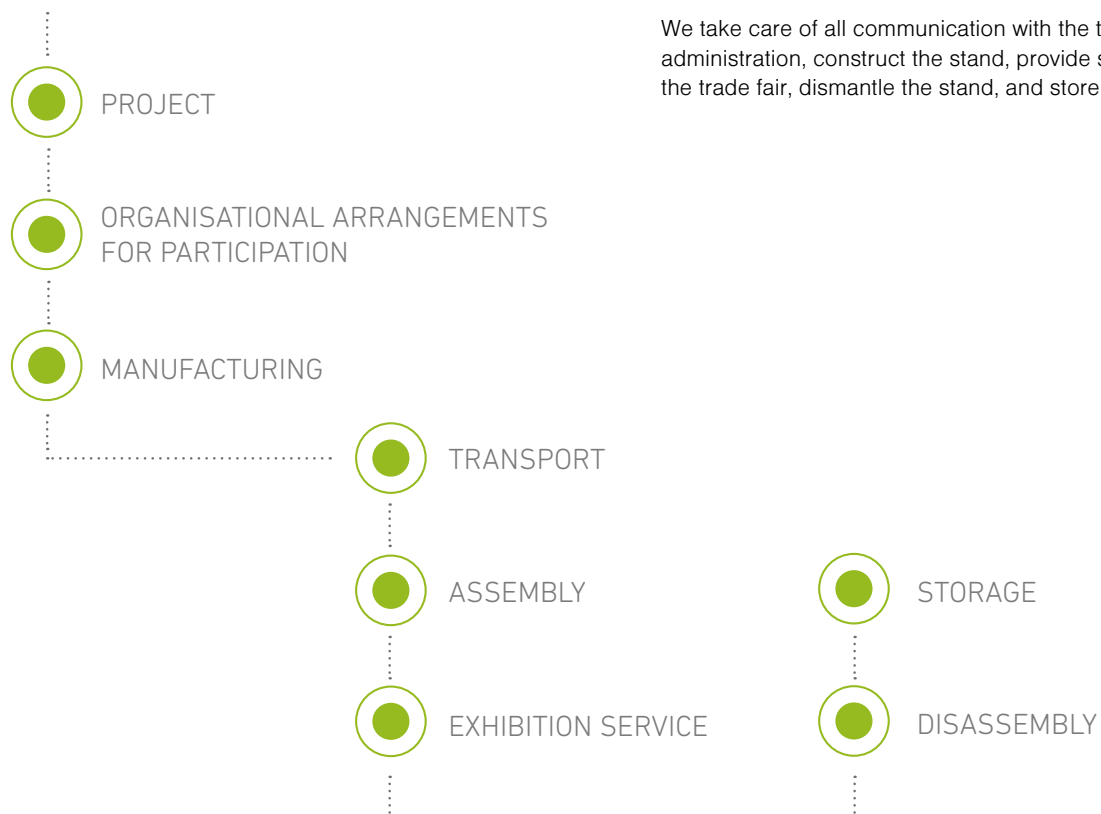 We take care of all communication with the
administration, construct the stand, provide
the trade fair, dismantle the stand, and store
PROJECT
ORGANISATIONAL ARRANGEMENTS
FOR PARTICIPATION
MANUFACTURING
TRANSPORT
ASSEMBLY
STORAGE
EXHIBITION SERVICE
DISASSEMBLY